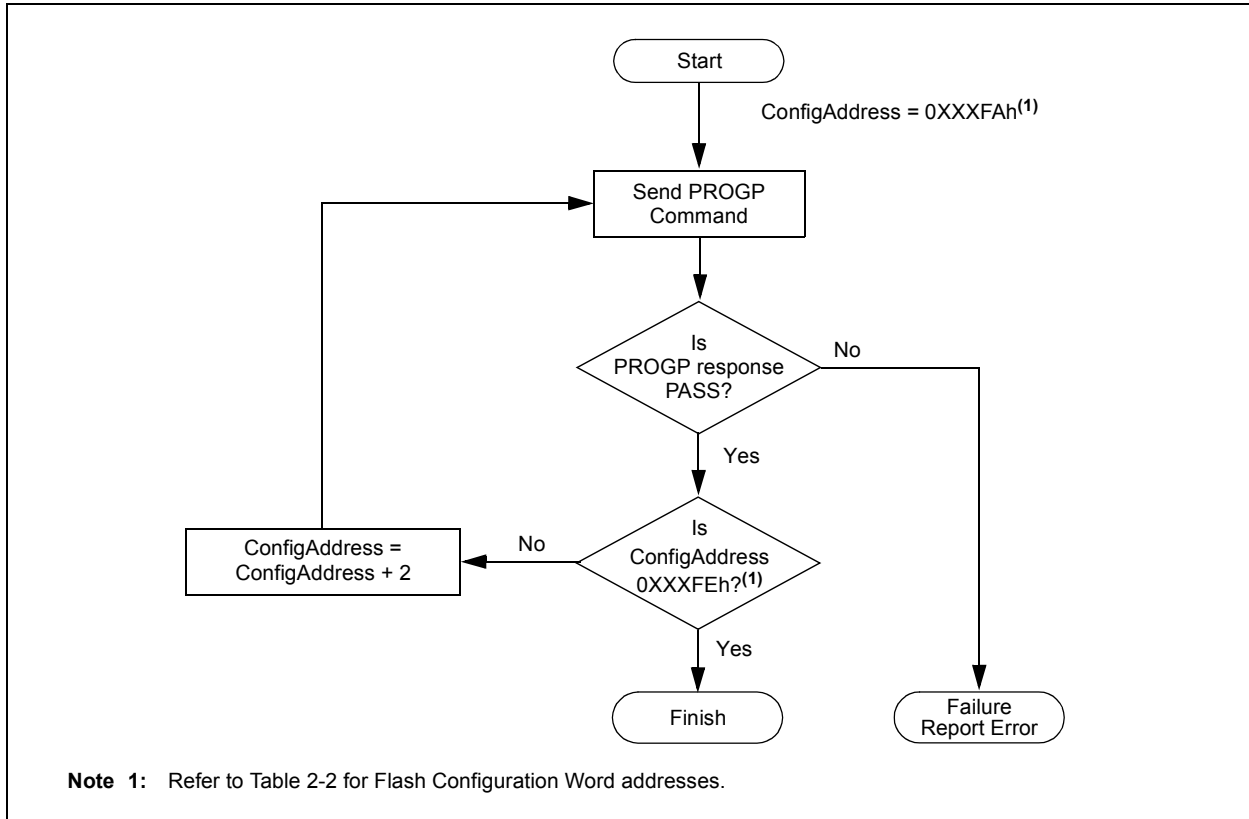 Start
ConfigAddress = 0XXXFAh(1)
Send PROGP
Command
Is
PROGP response
PASS?
No
Yes
Is
ConfigAddress
0XXXFEh?(1)
No
ConfigAddress =
ConfigAddress + 2
Yes
Finish
Failure
Report Error
Note 1: Refer to Table 2-2 for Flash Configuration Word addresses.